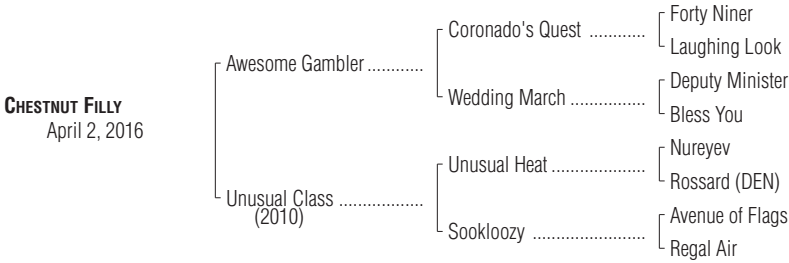 Forty Niner
Coronado's Quest ............
Laughing Look
Awesome Gambler ............
Deputy Minister
Wedding March ................
Bless You
CHESTNUT FILLY
April 2, 2016
Nureyev
Unusual Heat ....................
Rossard (DEN)
Unusual Class ..................
(2010)
Avenue of Flags
Sookloozy ........................
Regal Air